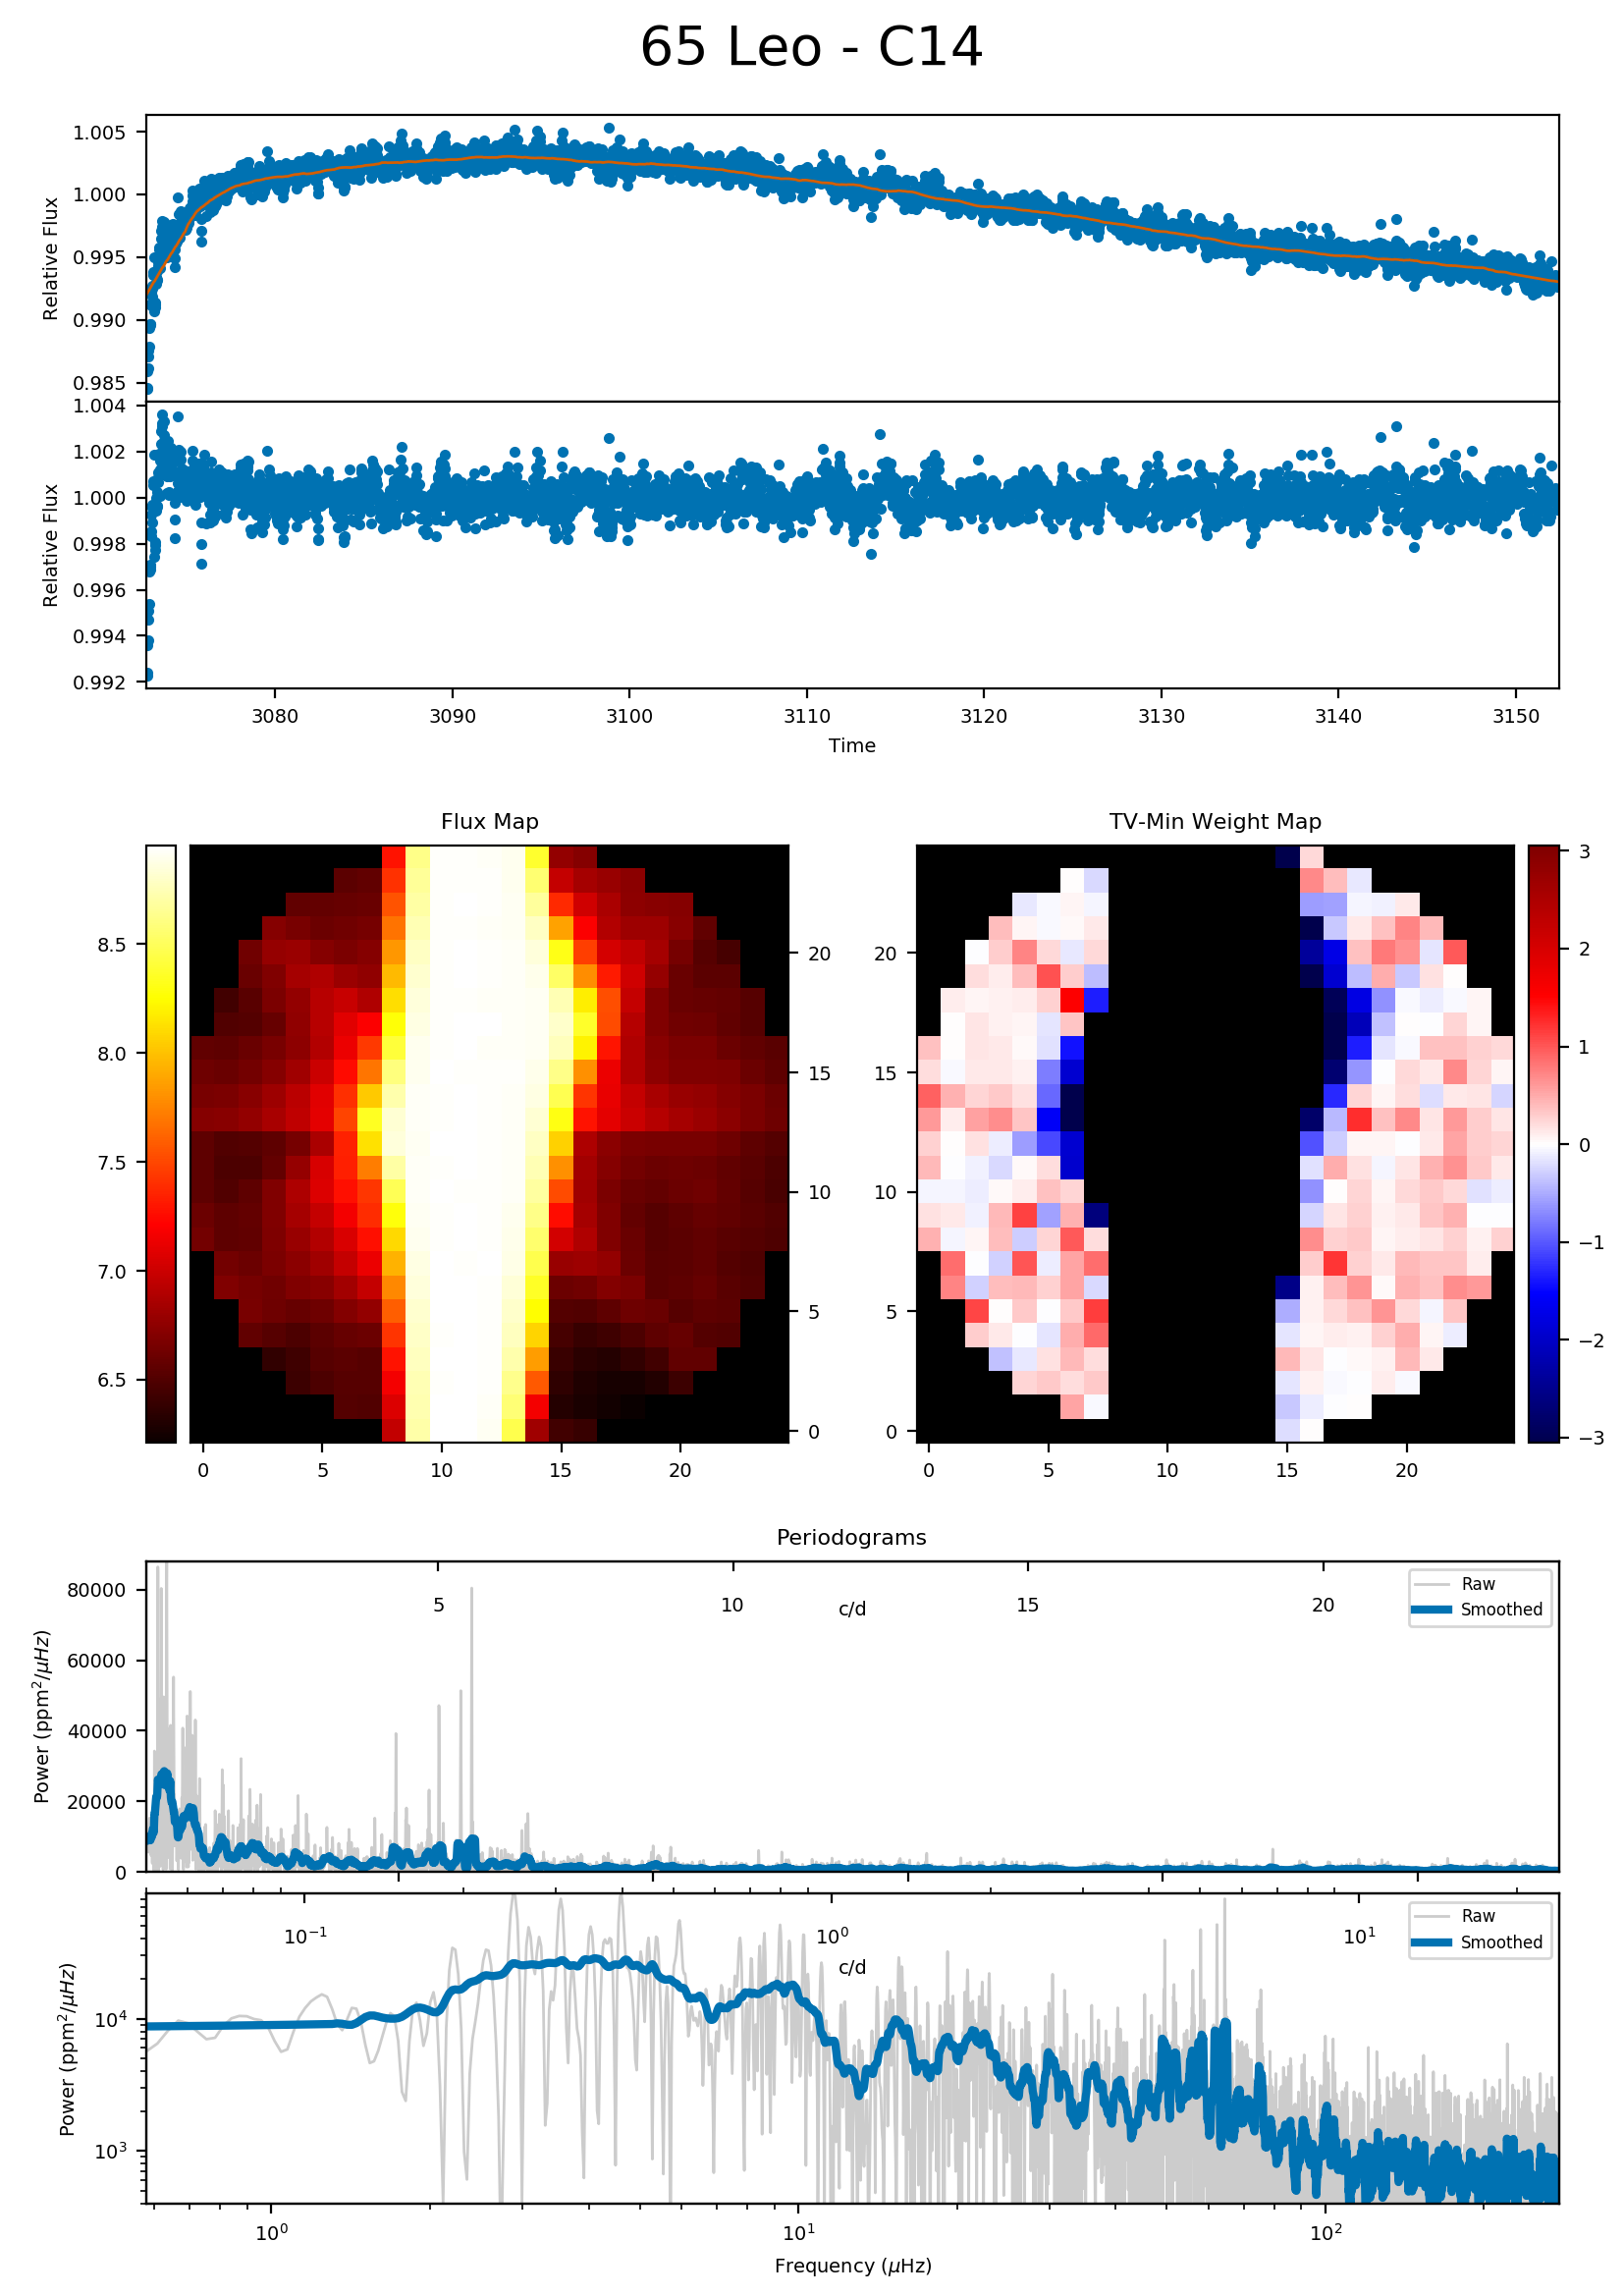 65 Leo - C14
1.005
1.000
0.995
0.990
0.985
Relative Flux
1.004
1.002
1.000
0.998
0.996
0.994
0.992
Relative Flux
3080 3090 3100 3110 3120 3130 3140 3150
Time
Flux Map
TV-Min Weight Map
8.5
8.0
7.5
7.0
6.5
20
15
10
5
0
0 5 10 15 20
20
15
10
5
0
0 5 10 15 20
3
2
1
0
−1
−2
−3
Periodograms
80000
60000
40000
20000
0
Power (ppm²/μHz)
5 10 15 20
c/d
Raw
Smoothed
10⁻¹ 10⁰ 10¹
c/d
Raw
Smoothed
10⁴
10³
Power (ppm²/μHz)
10⁰ 10¹ 10²
Frequency (μHz)